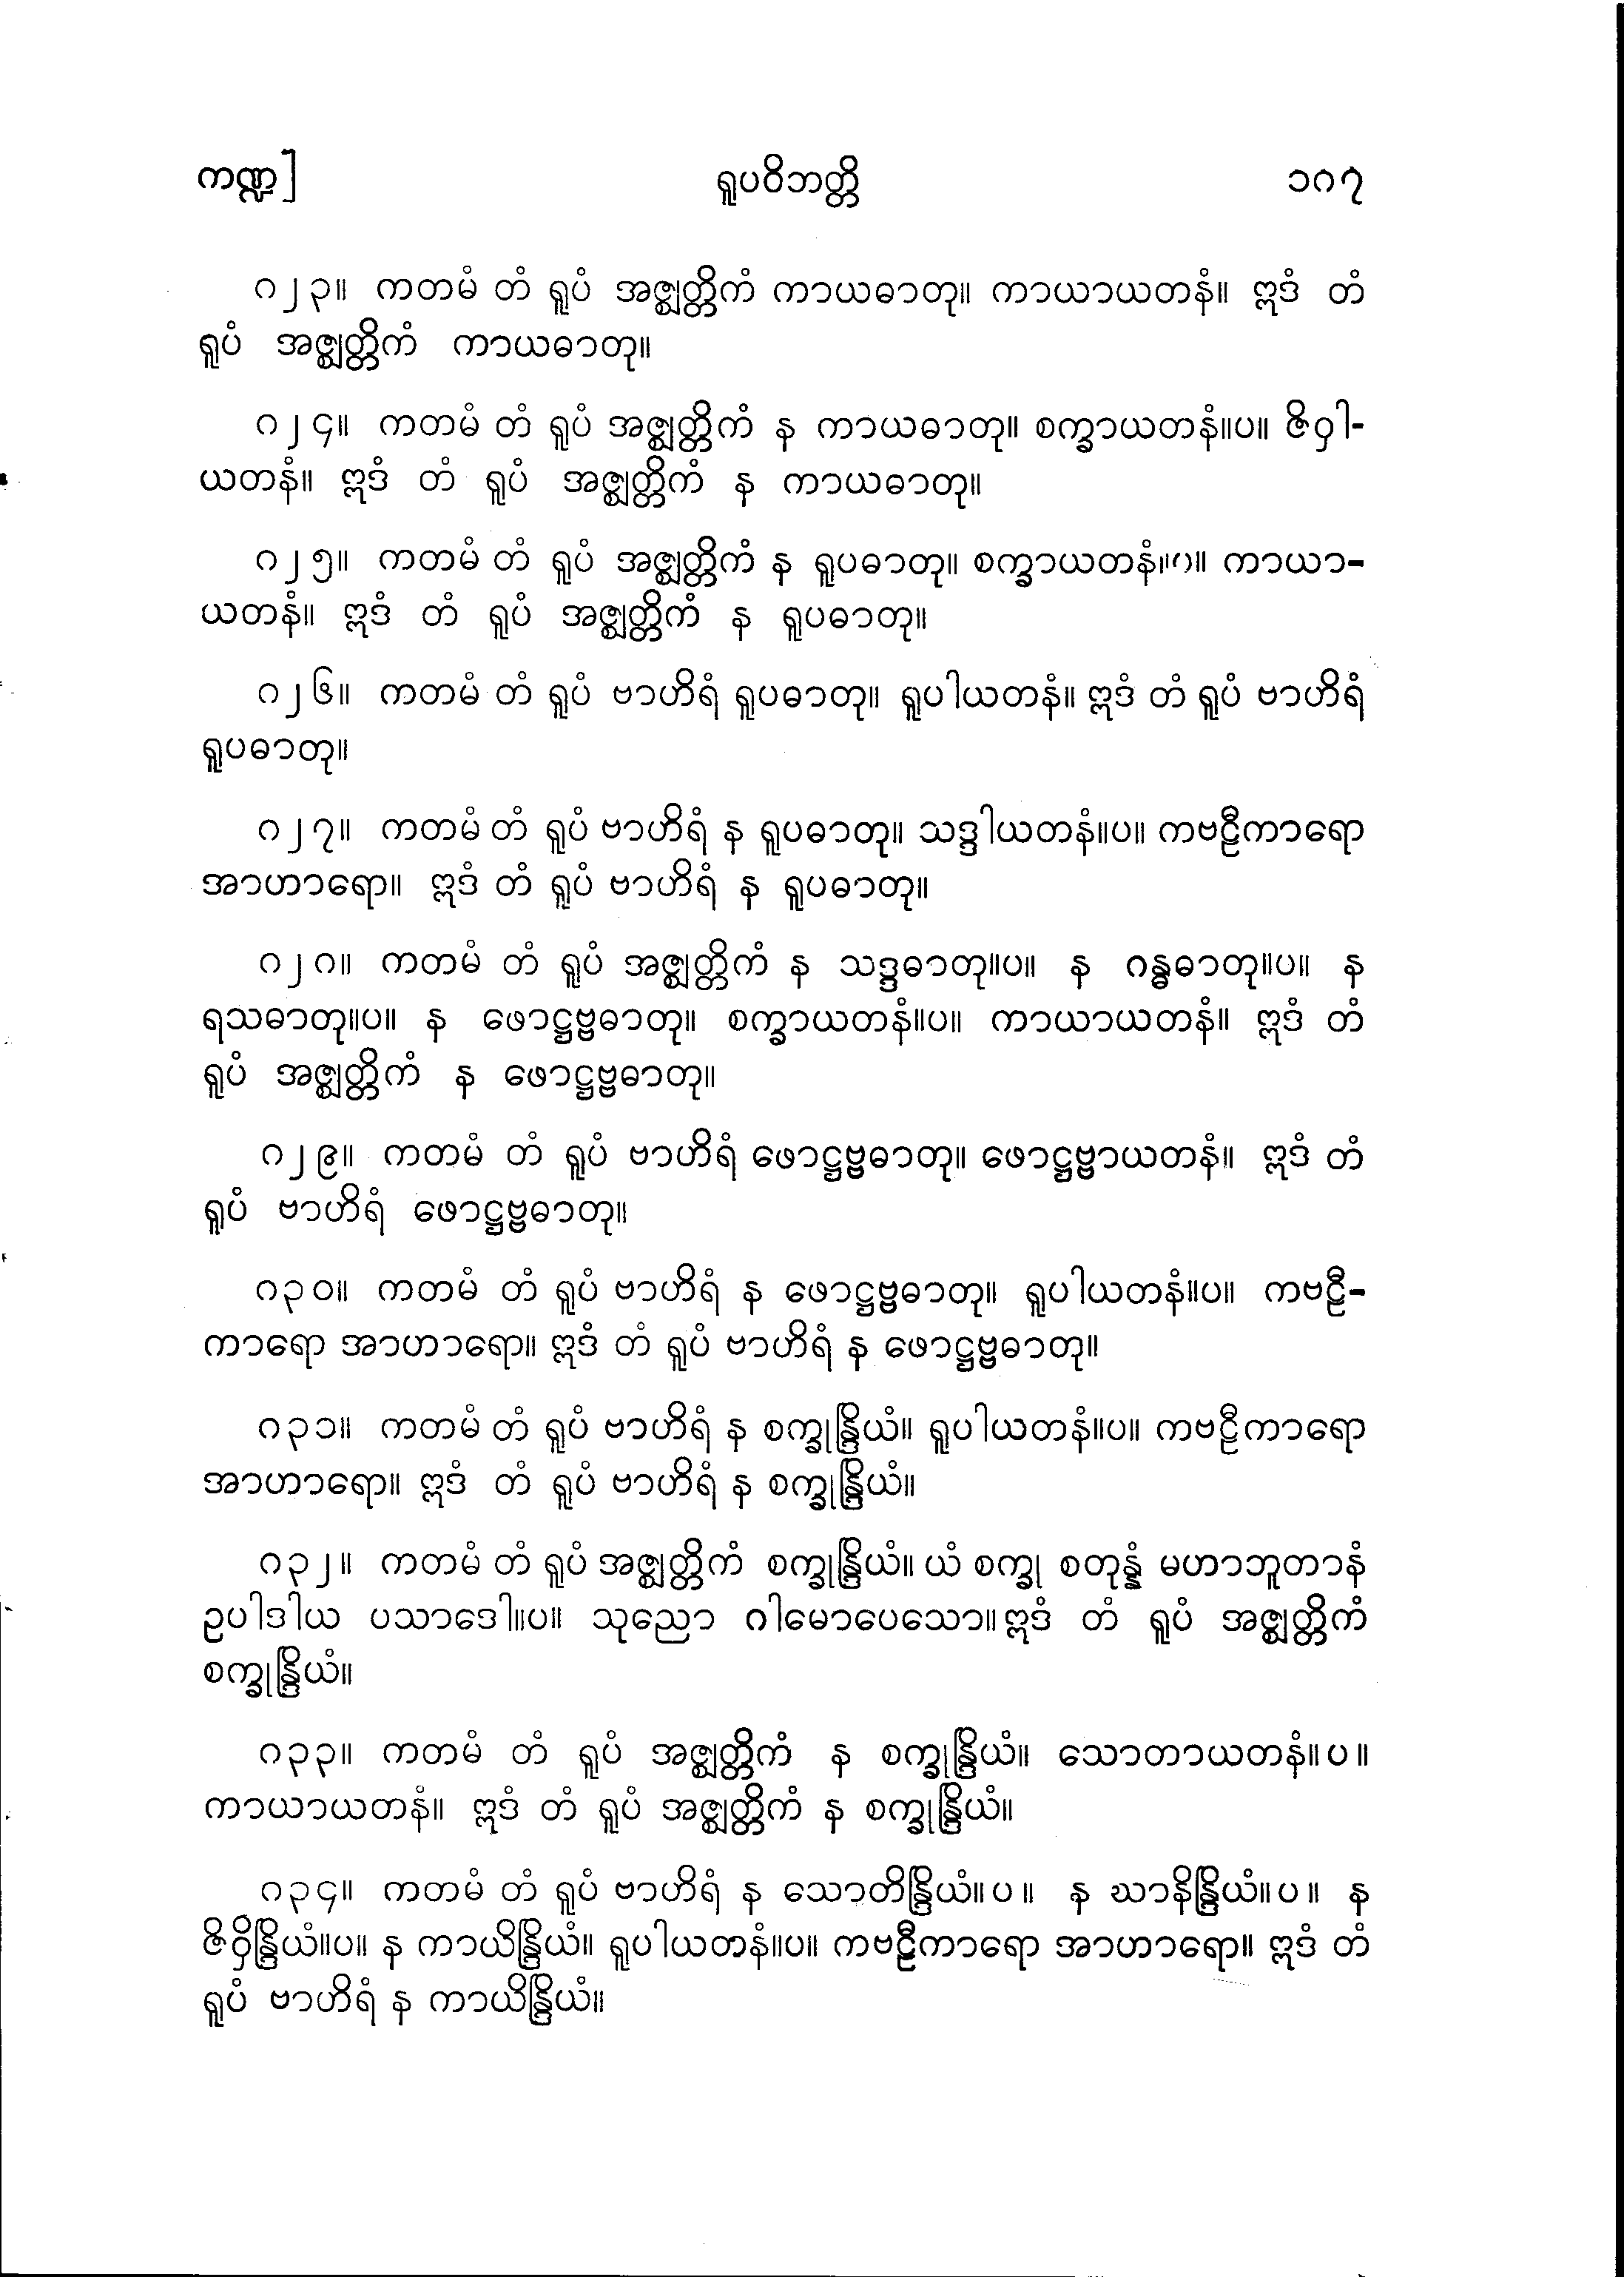 ကဏ္ဍ] ရူပဝိဘတ္တိ ၁၈၇
၈၂၃။ ကတမံ တံ ရူပံ အဇ္ဈတ္တိကံ ကာယဓာတု။ ကာယာယတနံ။ ဣဒံ တံ
ရူပံ အဇ္ဈတ္တိကံ ကာယဓာတု။
၈၂၄။ ကတမံ တံ ရူပံ အဇ္ဈတ္တိကံ န ကာယဓာတု။ စက္ခာယတနံ။ပ။ ဇိဝှါ-
ယတနံ။ ဣဒံ တံ ရူပံ အဇ္ဈတ္တိကံ န ကာယဓာတု။
၈၂၅။ ကတမံ တံ ရူပံ အဇ္ဈတ္တိကံ န ရူပဓာတု။ စက္ခာယတနံ။ပ။ ကာယာ-
ယတနံ။ ဣဒံ တံ ရူပံ အဇ္ဈတ္တိကံ န ရူပဓာတု။
၈၂၆။ ကတမံ တံ ရူပံ ဗာဟိရံ ရူပဓာတု။ ရူပါယတနံ။ ဣဒံ တံ ရူပံ ဗာဟိရံ
ရူပဓာတု။
၈၂၇။ ကတမံ တံ ရူပံ ဗာဟိရံ န ရူပဓာတု။ သဒ္ဒါယတနံ။ပ။ ကဗဠီကာရော
အာဟာရော။ ဣဒံ တံ ရူပံ ဗာဟိရံ န ရူပဓာတု။
၈၂၈။ ကတမံ တံ ရူပံ အဇ္ဈတ္တိကံ န သဒ္ဒဓာတု။ပ။ န ဂန္ဓဓာတု။ပ။ န
ရသဓာတု။ပ။ န ဖောဋ္ဌဗ္ဗဓာတု။ စက္ခာယတနံ။ပ။ ကာယာယတနံ။ ဣဒံ တံ
ရူပံ အဇ္ဈတ္တိကံ န ဖောဋ္ဌဗ္ဗဓာတု။
၈၂၉။ ကတမံ တံ ရူပံ ဗာဟိရံ ဖောဋ္ဌဗ္ဗဓာတု။ ဖောဋ္ဌဗ္ဗာယတနံ။ ဣဒံ တံ
ရူပံ ဗာဟိရံ ဖောဋ္ဌဗ္ဗဓာတု။
၈၃၀။ ကတမံ တံ ရူပံ ဗာဟိရံ န ဖောဋ္ဌဗ္ဗဓာတု။ ရူပါယတနံ။ပ။ ကဗဠီ-
ကာရော အာဟာရော။ ဣဒံ တံ ရူပံ ဗာဟိရံ န ဖောဋ္ဌဗ္ဗဓာတု။
၈၃၁။ ကတမံ တံ ရူပံ ဗာဟိရံ န စက္ခုန္ဒြိယံ။ ရူပါယတနံ။ပ။ ကဗဠီကာရော
အာဟာရော။ ဣဒံ တံ ရူပံ ဗာဟိရံ န စက္ခုန္ဒြိယံ။
၈၃၂။ ကတမံ တံ ရူပံ အဇ္ဈတ္တိကံ စက္ခုန္ဒြိယံ။ ယံ စက္ခု စတုန္နံ မဟာဘူတာနံ
ဥပါဒါယ ပသာဒေါ။ပ။ သုညော ဂါမောပေသော။ ဣဒံ တံ ရူပံ အဇ္ဈတ္တိကံ
စက္ခုန္ဒြိယံ။
၈၃၃။ ကတမံ တံ ရူပံ အဇ္ဈတ္တိကံ န စက္ခုန္ဒြိယံ။ သောတာယတနံ။ပ။
ကာယာယတနံ။ ဣဒံ တံ ရူပံ အဇ္ဈတ္တိကံ န စက္ခုန္ဒြိယံ။
၈၃၄။ ကတမံ တံ ရူပံ ဗာဟိရံ န သောတိန္ဒြိယံ။ပ။ န ဃာနိန္ဒြိယံ။ပ။ န
ဇိဝှိန္ဒြိယံ။ပ။ န ကာယိန္ဒြိယံ။ ရူပါယတနံ။ပ။ ကဗဠီကာရော အာဟာရော။ ဣဒံ တံ
ရူပံ ဗာဟိရံ န ကာယိန္ဒြိယံ။